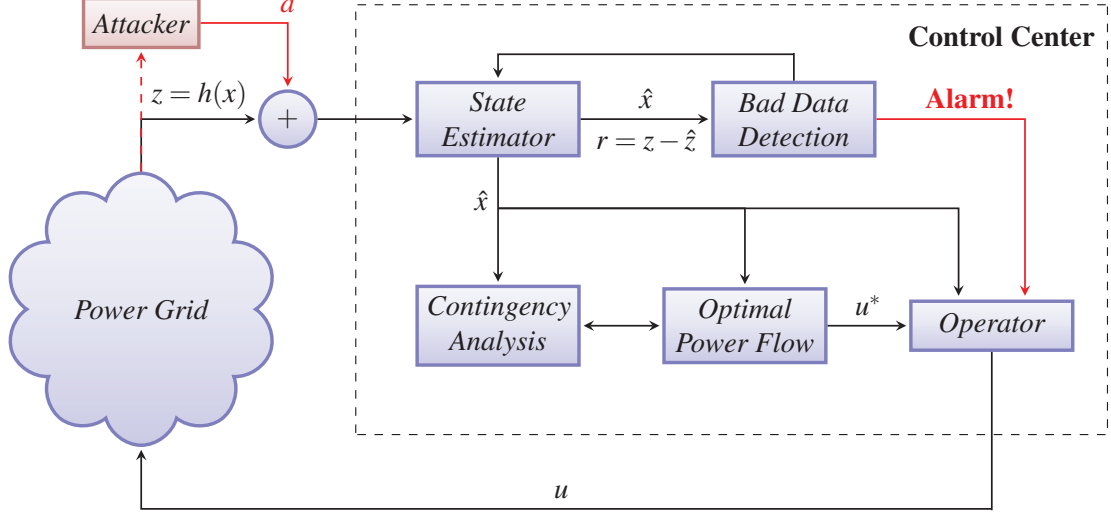 Attacker
a
Control Center
z = h(x)
+
State
Estimator
x̂
r = z − ẑ
Bad Data
Detection
Alarm!
x̂
Power Grid
Contingency
Analysis
Optimal
Power Flow
u*
Operator
u